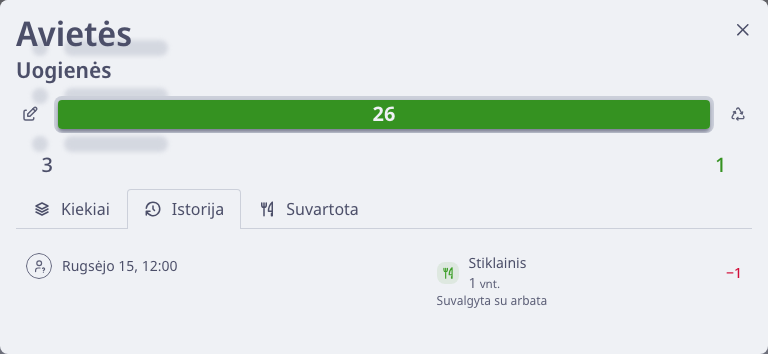 Avietės
Uogienės
26
3
1
Kiekiai
Istorija
Suvartota
Rugsėjo 15, 12:00
Stiklainis
1 vnt.
Suvalgyta su arbata
−1